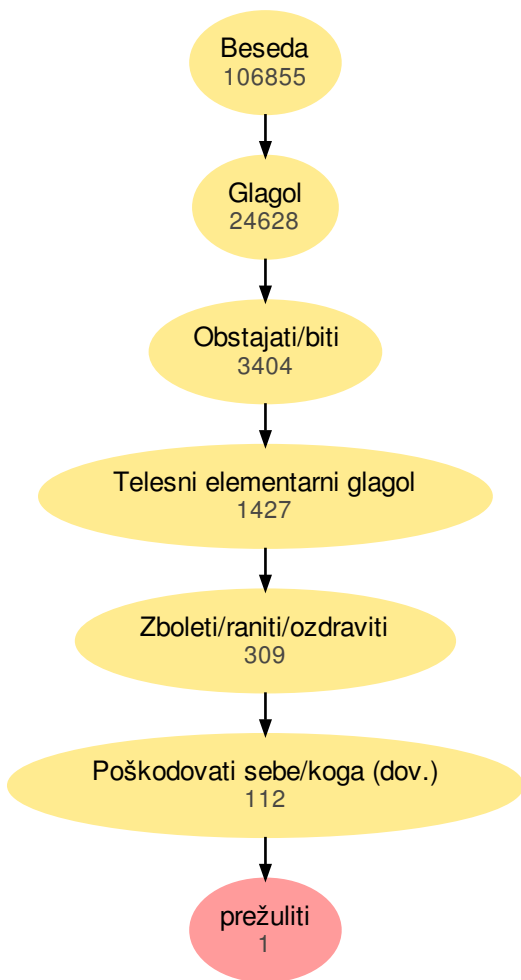 Beseda
106855
Glagol
24628
Obstajati/biti
3404
Telesni elementarni glagol
1427
Zboleti/raniti/ozdraviti
309
Poškodovati sebe/koga (dov.)
112
prežuliti
1